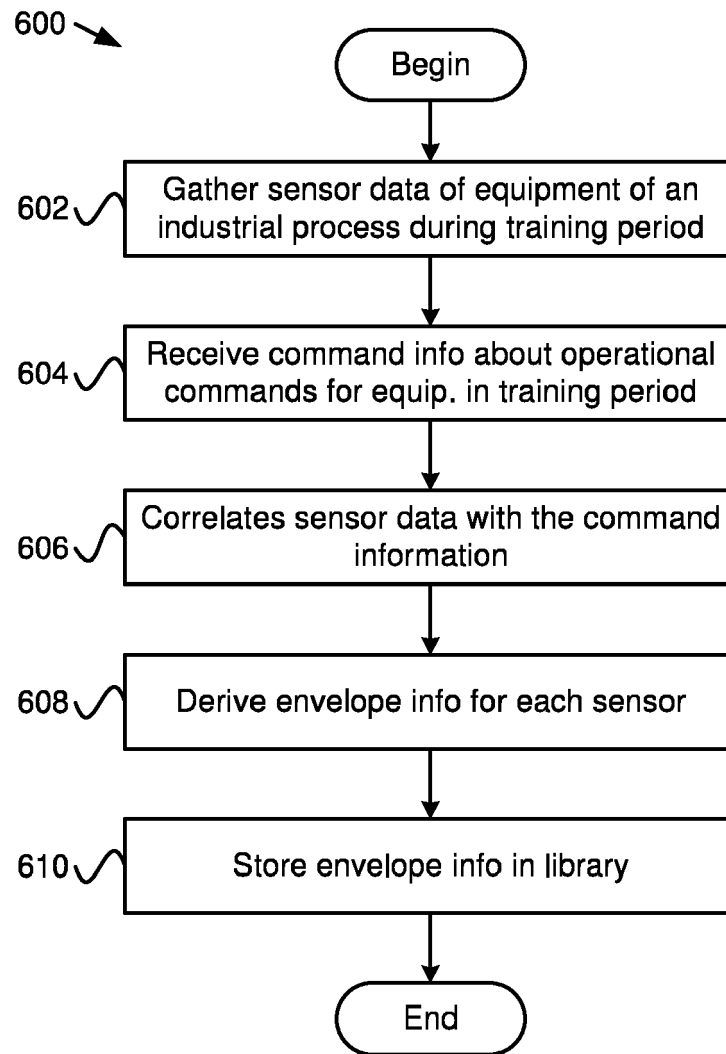 600
Begin
602
Gather sensor data of equipment of an
industrial process during training period
604
Receive command info about operational
commands for equip. in training period
606
Correlates sensor data with the command
information
608
Derive envelope info for each sensor
610
Store envelope info in library
End